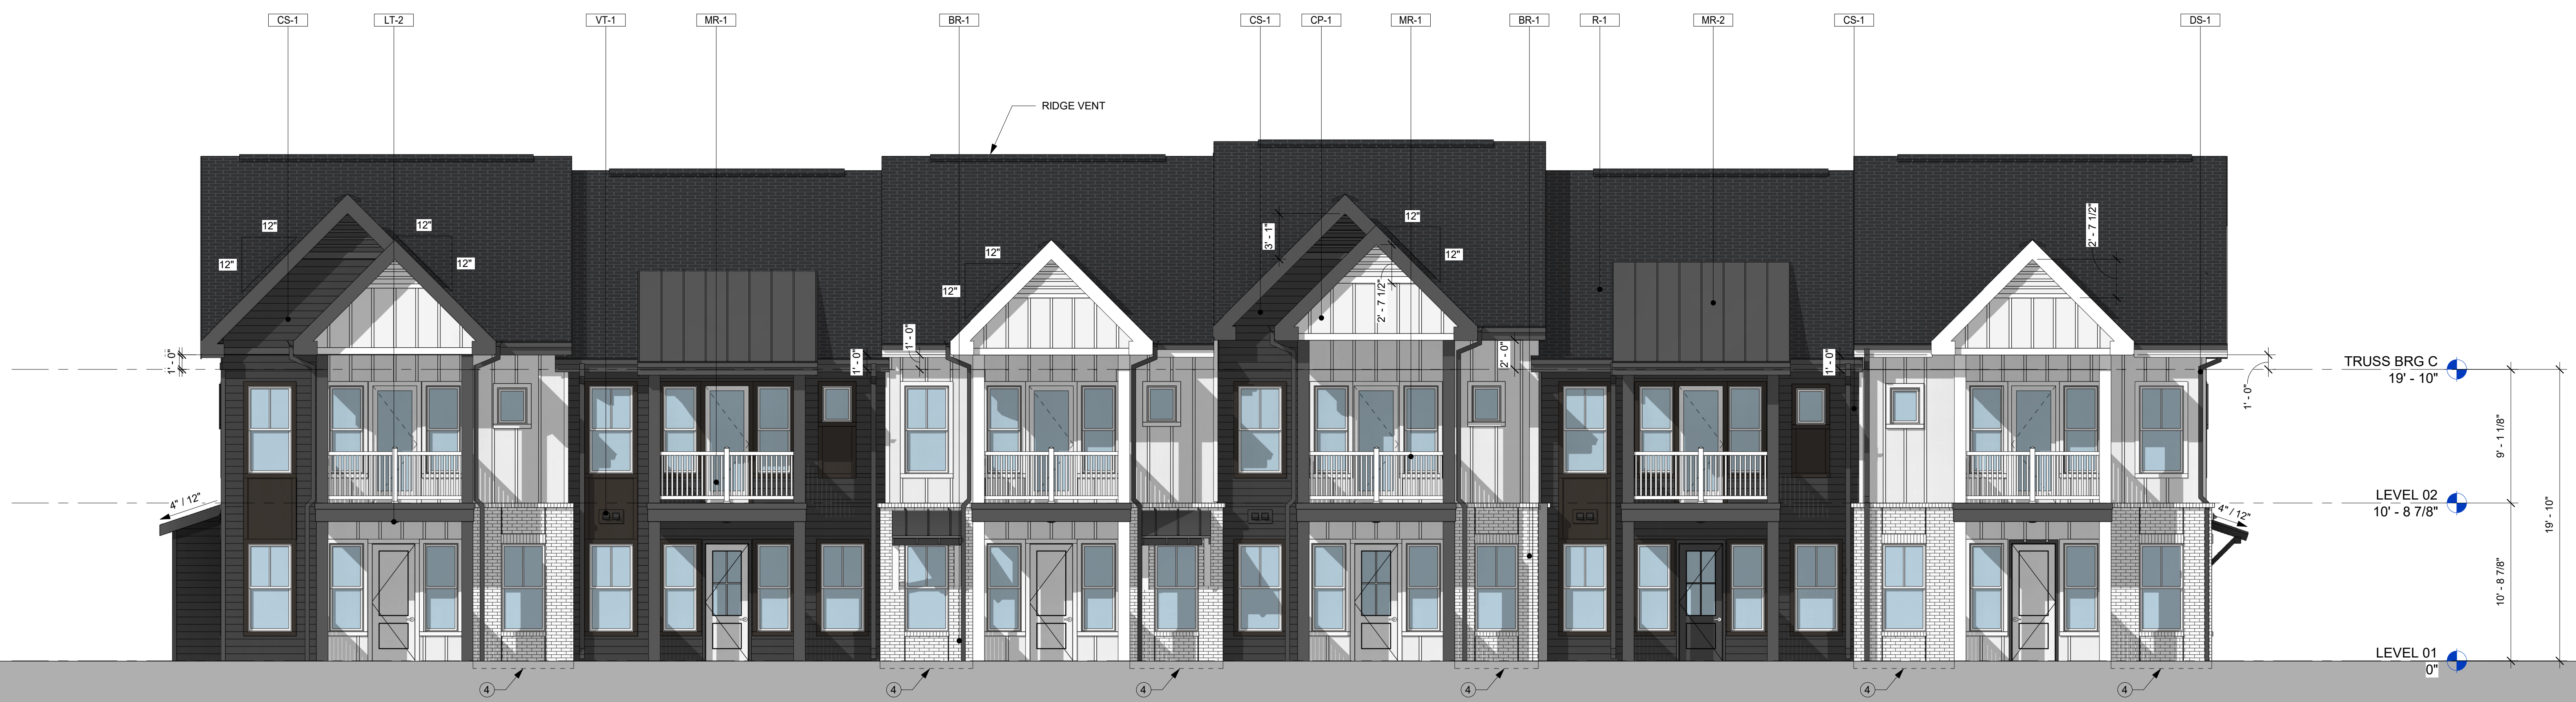 CS-1
LT-2
VT-1
MR-1
BR-1
CS-1
CP-1
MR-1
BR-1
R-1
MR-2
CS-1
DS-1
RIDGE VENT
12"
12"
12"
12"
12"
12"
3' - 1"
12"
12"
2' - 7 1/2"
2' - 7 1/2"
1' - 0"
1' - 0"
1' - 0"
2' - 0"
1' - 0"
1' - 0"
TRUSS BRG C
19' - 10"
9' - 1 1/8"
4" / 12"
4" / 12"
LEVEL 02
10' - 8 7/8"
19' - 10"
10' - 8 7/8"
LEVEL 01
0"
4
4
4
4
4
4